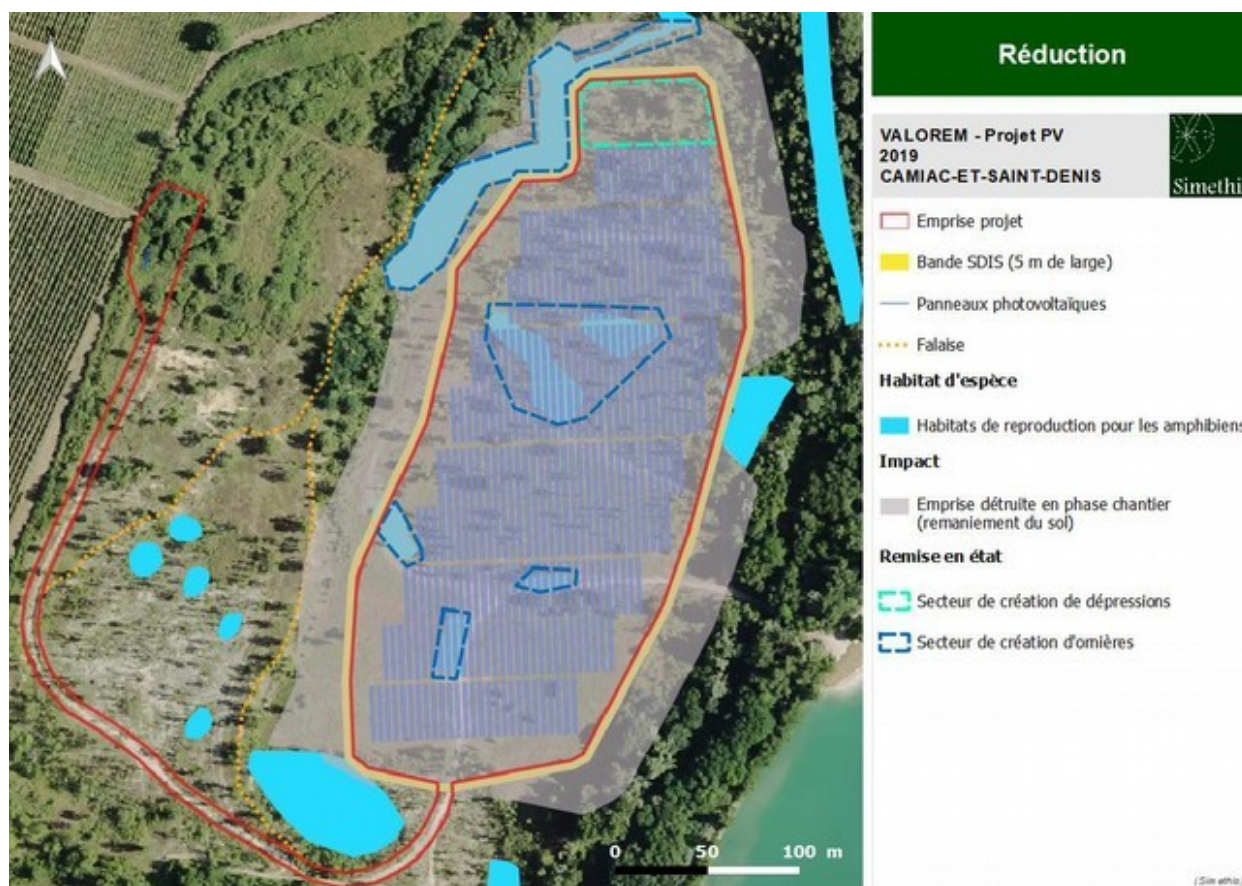 Réduction
VALOREM - Projet PV
2019
CAMIAC-ET-SAINT-DENIS
Simethi
Emprise projet
Bande SDIS (5 m de large)
Panneaux photovoltaïques
Falaise
Habitat d'espèce
Habitats de reproduction pour les amphibiens
Impact
Emprise détruite en phase chantier
(remaniement du sol)
Remise en état
Secteur de création de dépressions
Secteur de création d'ornières
0 50 100 m
(Simethis)